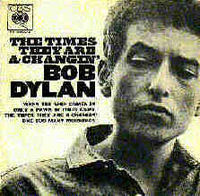 CBS
THE TIMES
THEY ARE
A CHANGIN'
BOB
DYLAN
WHEN THE SHIP COMES IN
ONLY A PAWN IN THEIR GAME
THE TIMES THEY ARE A CHANGIN'
ONE TOO MANY MORNINGS